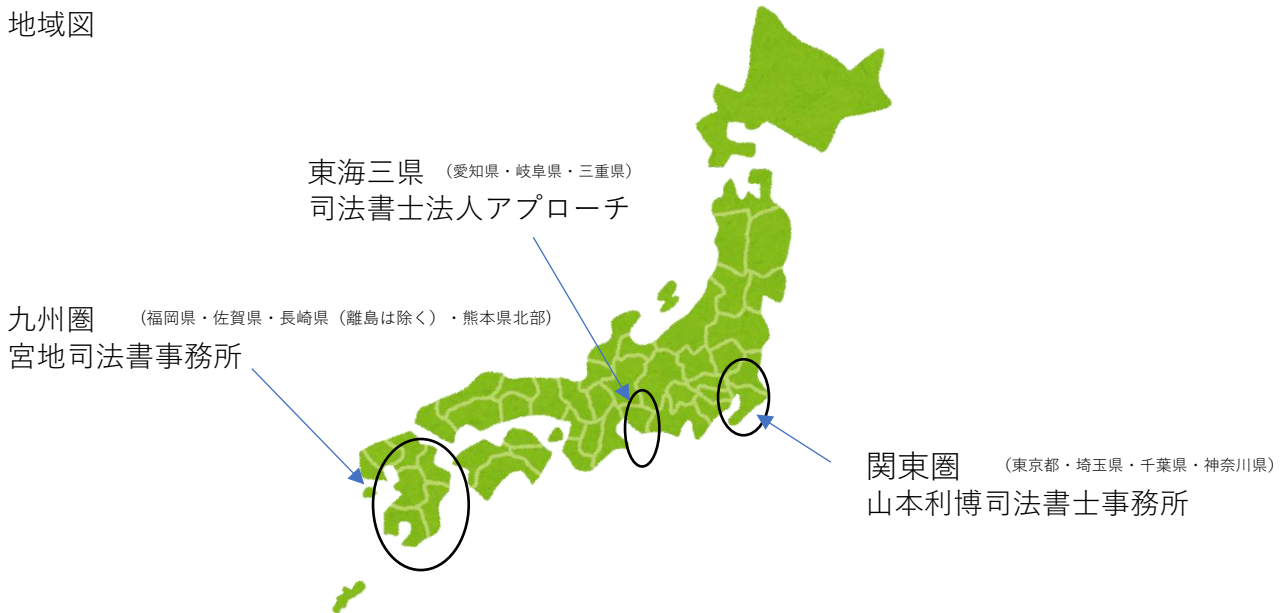 地域図
東海三県 （愛知県・岐阜県・三重県）
司法書士法人アプローチ
九州圏 （福岡県・佐賀県・長崎県（離島は除く）・熊本県北部）
宮地司法書事務所
関東圏 （東京都・埼玉県・千葉県・神奈川県）
山本利博司法書士事務所